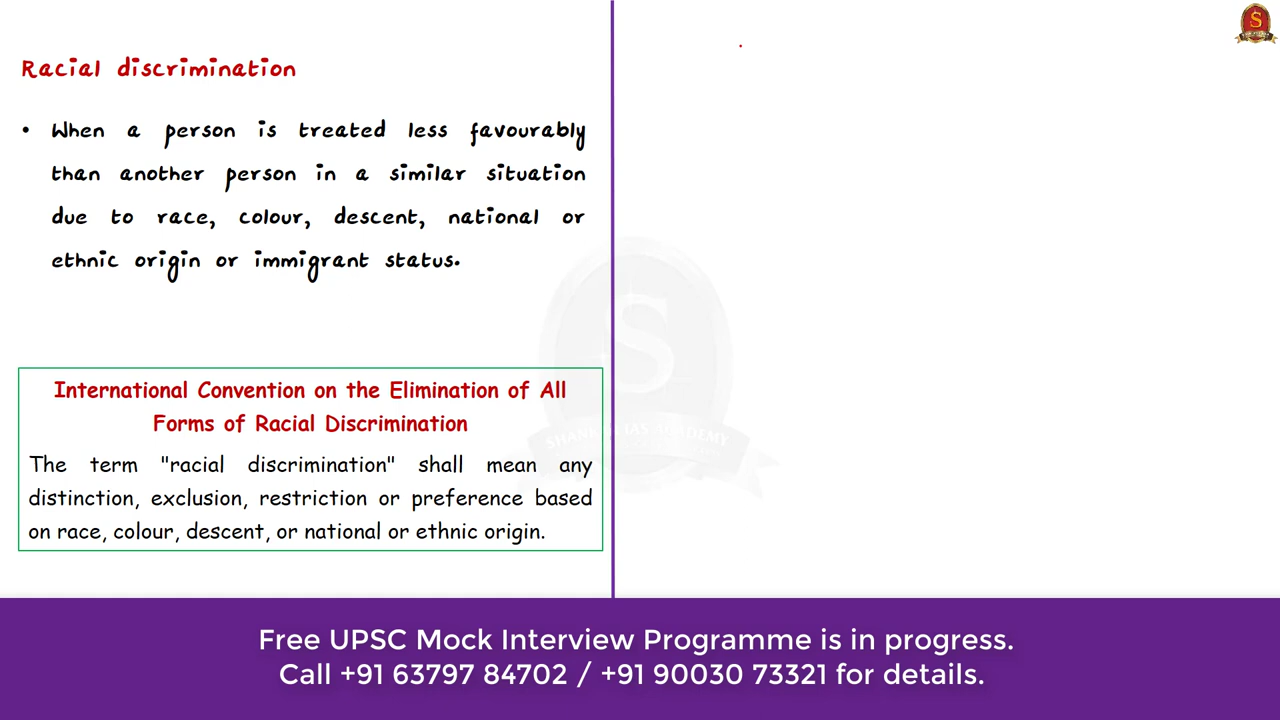 Racial discrimination
• When a person is treated less favourably
than another person in a similar situation
due to race, colour, descent, national or
ethnic origin or immigrant status.
International Convention on the Elimination of All
Forms of Racial Discrimination
The term "racial discrimination" shall mean any
distinction, exclusion, restriction or preference based
on race, colour, descent, or national or ethnic origin.
S
SHANKAR IAS ACADEMY
S
Free UPSC Mock Interview Programme is in progress.
Call +91 63797 84702 / +91 90030 73321 for details.